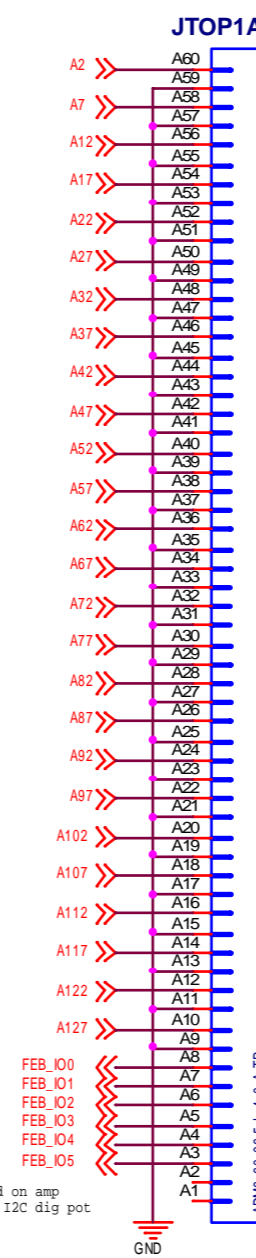 JTOP1A
A2 A60
A59
A7 A58
A57
A12 A56
A55
A17 A54
A53
A22 A52
A51
A27 A50
A49
A32 A48
A47
A37 A46
A45
A42 A44
A43
A47 A42
A41
A52 A40
A39
A57 A38
A37
A62 A36
A35
A67 A34
A33
A72 A32
A31
A77 A30
A29
A82 A28
A27
A87 A26
A25
A92 A24
A23
A97 A22
A21
A102 A20
A19
A107 A18
A17
A112 A16
A15
A117 A14
A13
A122 A12
A11
A127 A10
A9
FEB_IO0 A8
FEB_IO1 A7
FEB_IO2 A6
FEB_IO3 A5
FEB_IO4 A4
FEB_IO5 A3
A2
A1
on amp
I2C dig pot
GND